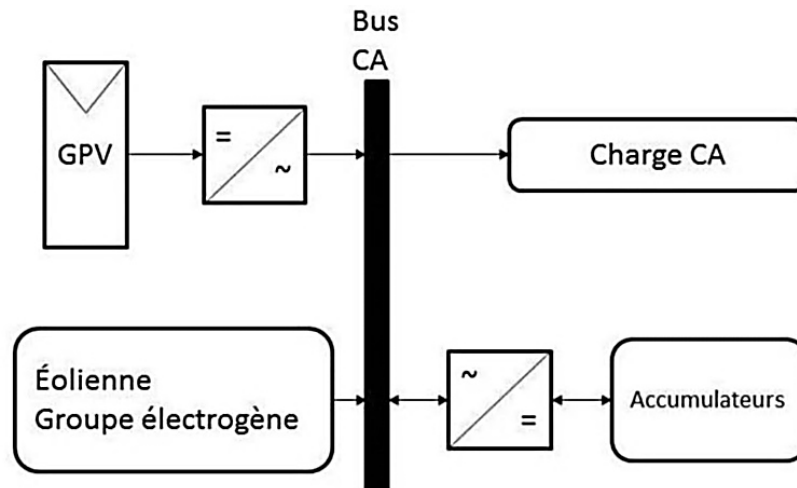 Bus
CA
GPV
=
~
Charge CA
Éolienne
Groupe électrogène
~
=
Accumulateurs